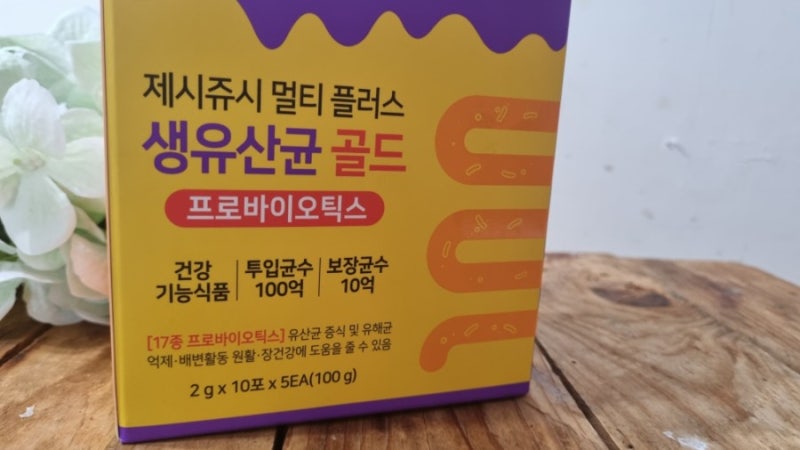 제시쥬시 멀티 플러스
생유산균 골드
프로바이오틱스
건강 기능식품
투입균수 100억
보장균수 10억
[17종 프로바이오틱스] 유산균 증식 및 유해균
억제·배변활동 원활·장건강에 도움을 줄 수 있음
2 g x 10포 x 5EA(100 g)